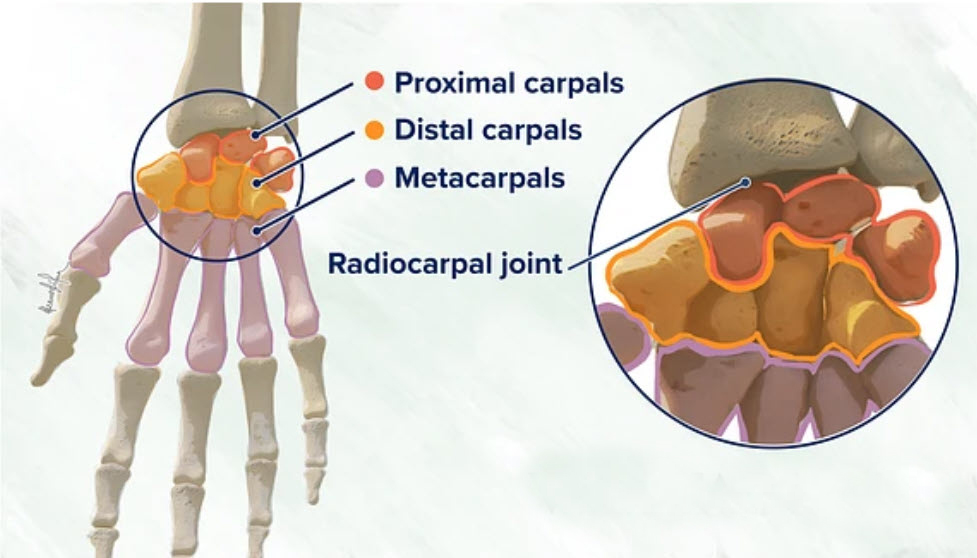 Proximal carpals
Distal carpals
Metacarpals
Radiocarpal joint